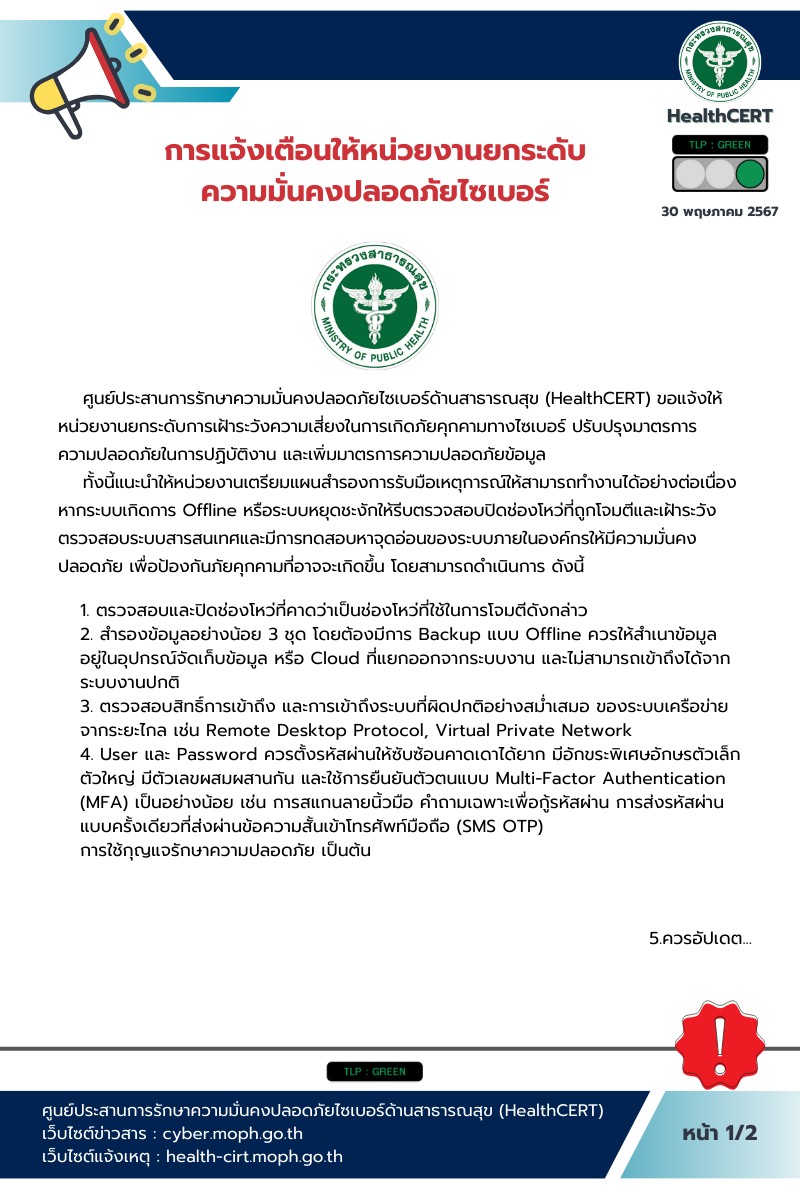 กระทรวงสาธารณสุข
MINISTRY OF PUBLIC HEALTH
HealthCERT
TLP : GREEN
30 พฤษภาคม 2567
การแจ้งเตือนให้หน่วยงานยกระดับ
ความมั่นคงปลอดภัยไซเบอร์
กระทรวงสาธารณสุข
MINISTRY OF PUBLIC HEALTH
ศูนย์ประสานการรักษาความมั่นคงปลอดภัยไซเบอร์ด้านสาธารณสุข (HealthCERT) ขอแจ้งให้
หน่วยงานยกระดับการเฝ้าระวังความเสี่ยงในการเกิดภัยคุกคามทางไซเบอร์ ปรับปรุงมาตรการ
ความปลอดภัยในการปฏิบัติงาน และเพิ่มมาตรการความปลอดภัยข้อมูล
ทั้งนี้แนะนำให้หน่วยงานเตรียมแผนสำรองการรับมือเหตุการณ์ให้สามารถทำงานได้อย่างต่อเนื่อง
หากระบบเกิดการ Offline หรือระบบหยุดชะงักให้รีบตรวจสอบปิดช่องโหว่ที่ถูกโจมตีและเฝ้าระวัง
ตรวจสอบระบบสารสนเทศและมีการทดสอบหาจุดอ่อนของระบบภายในองค์กรให้มีความมั่นคง
ปลอดภัย เพื่อป้องกันภัยคุกคามที่อาจจะเกิดขึ้น โดยสามารถดำเนินการ ดังนี้
1. ตรวจสอบและปิดช่องโหว่ที่คาดว่าเป็นช่องโหว่ที่ใช้ในการโจมตีดังกล่าว
2. สำรองข้อมูลอย่างน้อย 3 ชุด โดยต้องมีการ Backup แบบ Offline ควรให้สำเนาข้อมูล
อยู่ในอุปกรณ์จัดเก็บข้อมูล หรือ Cloud ที่แยกออกจากระบบงาน และไม่สามารถเข้าถึงได้จาก
ระบบงานปกติ
3. ตรวจสอบสิทธิ์การเข้าถึง และการเข้าถึงระบบที่ผิดปกติอย่างสม่ำเสมอ ของระบบเครือข่าย
จากระยะไกล เช่น Remote Desktop Protocol, Virtual Private Network
4. User และ Password ควรตั้งรหัสผ่านให้ซับซ้อนคาดเดาได้ยาก มีอักขระพิเศษอักษรตัวเล็ก
ตัวใหญ่ มีตัวเลขผสมผสานกัน และใช้การยืนยันตัวตนแบบ Multi-Factor Authentication
(MFA) เป็นอย่างน้อย เช่น การสแกนลายนิ้วมือ คำถามเฉพาะเพื่อกู้รหัสผ่าน การส่งรหัสผ่าน
แบบครั้งเดียวที่ส่งผ่านข้อความสั้นเข้าโทรศัพท์มือถือ (SMS OTP)
การใช้กุญแจรักษาความปลอดภัย เป็นต้น
5.ควรอัปเดต...
TLP : GREEN
ศูนย์ประสานการรักษาความมั่นคงปลอดภัยไซเบอร์ด้านสาธารณสุข (HealthCERT)
เว็บไซต์ข่าวสาร : cyber.moph.go.th
เว็บไซต์แจ้งเหตุ : health-cirt.moph.go.th
หน้า 1/2